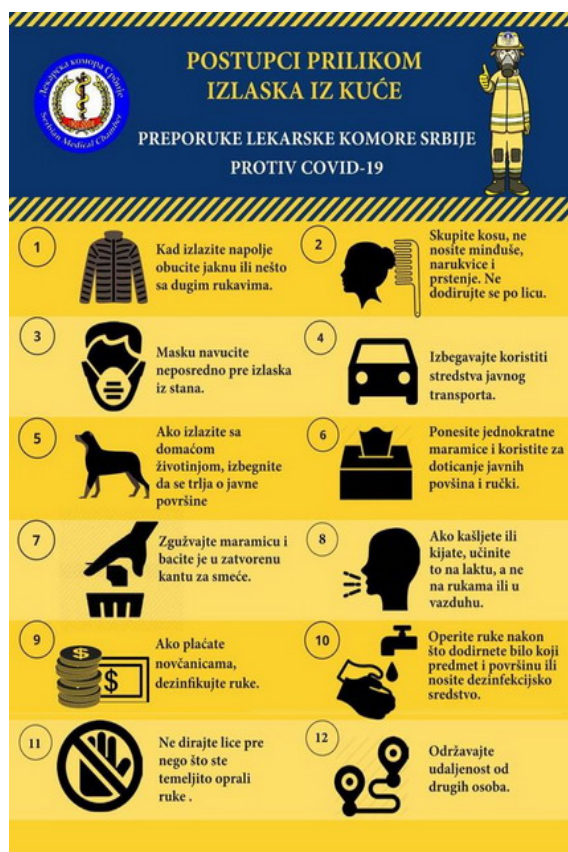 Лекарска комора Србије
Serbian Medical Chamber
POSTUPCI PRILIKOM
IZLASKA IZ KUĆE
PREPORUKE LEKARSKE KOMORE SRBIJE
PROTIV COVID-19
1
Kad izlazite napolje
obucite jaknu ili nešto
sa dugim rukavima.
2
Skupite kosu, ne
nosite minđuše,
narukvice i
prstenje. Ne
dodirujte se po licu.
3
Masku navucite
neposredno pre izlaska
iz stana.
4
Izbegavajte koristiti
stredstva javnog
transporta.
5
Ako izlazite sa
domaćom
životinjom, izbegnite
da se trlja o javne
površine
6
Ponesite jednokratne
maramice i koristite za
doticanje javnih
povšina i ručki.
7
Zgužvajte maramicu i
bacite je u zatvorenu
kantu za smeće.
8
Ako kašljete ili
kijate, učinite
to na laktu, a ne
na rukama ili u
vazduhu.
9
$
$
Ako plaćate
novčanicama,
dezinfikujte ruke.
10
Operite ruke nakon
što dodirnete bilo koji
predmet i površinu ili
nosite dezinfekcijsko
sredstvo.
11
Ne dirajte lice pre
nego što ste
temeljito oprali
ruke .
12
Održavajte
udaljenost od
drugih osoba.